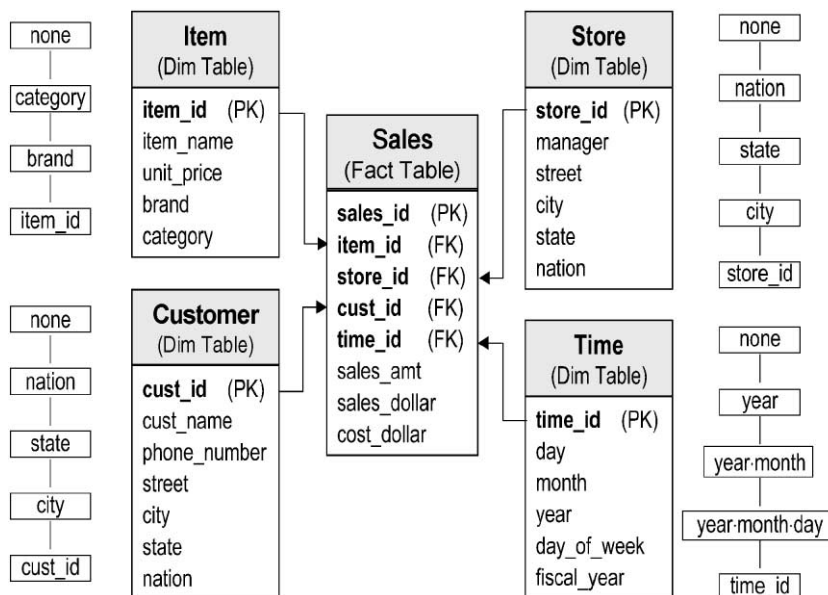 none
category
brand
item_id
Item
(Dim Table)
item_id (PK)
item_name
unit_price
brand
category
Sales
(Fact Table)
sales_id (PK)
item_id (FK)
store_id (FK)
cust_id (FK)
time_id (FK)
sales_amt
sales_dollar
cost_dollar
Store
(Dim Table)
store_id (PK)
manager
street
city
state
nation
none
nation
state
city
store_id
none
nation
state
city
cust_id
Customer
(Dim Table)
cust_id (PK)
cust_name
phone_number
street
city
state
nation
Time
(Dim Table)
time_id (PK)
day
month
year
day_of_week
fiscal_year
none
year
year·month
year·month·day
time_id